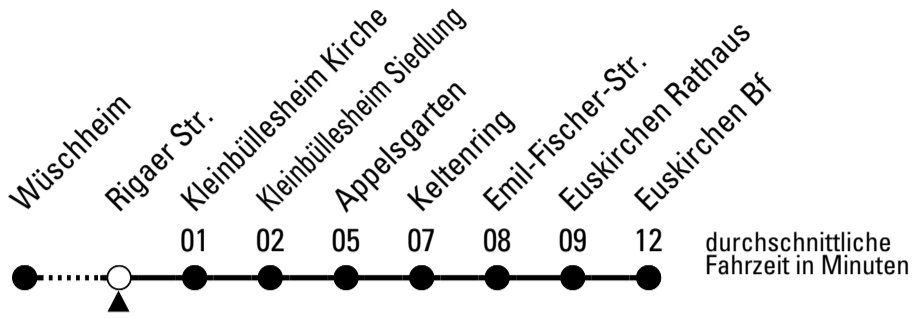 Wüschheim
Rigaer Str.
Kleinbüllesheim Kirche
Kleinbüllesheim Siedlung
Appelsgarten
Keltenring
Emil-Fischer-Str.
Euskirchen Rathaus
Euskirchen Bf
01 02 05 07 08 09 12
durchschnittliche
Fahrzeit in Minuten